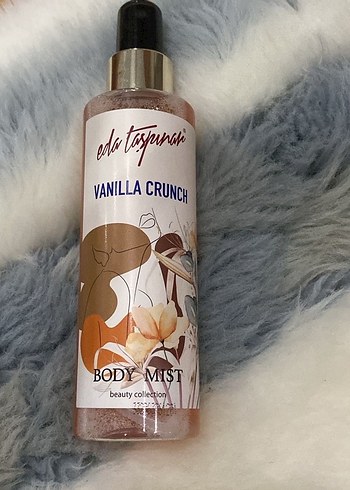 eda taşpınar®
VANILLA CRUNCH
BODY MIST
beauty collection